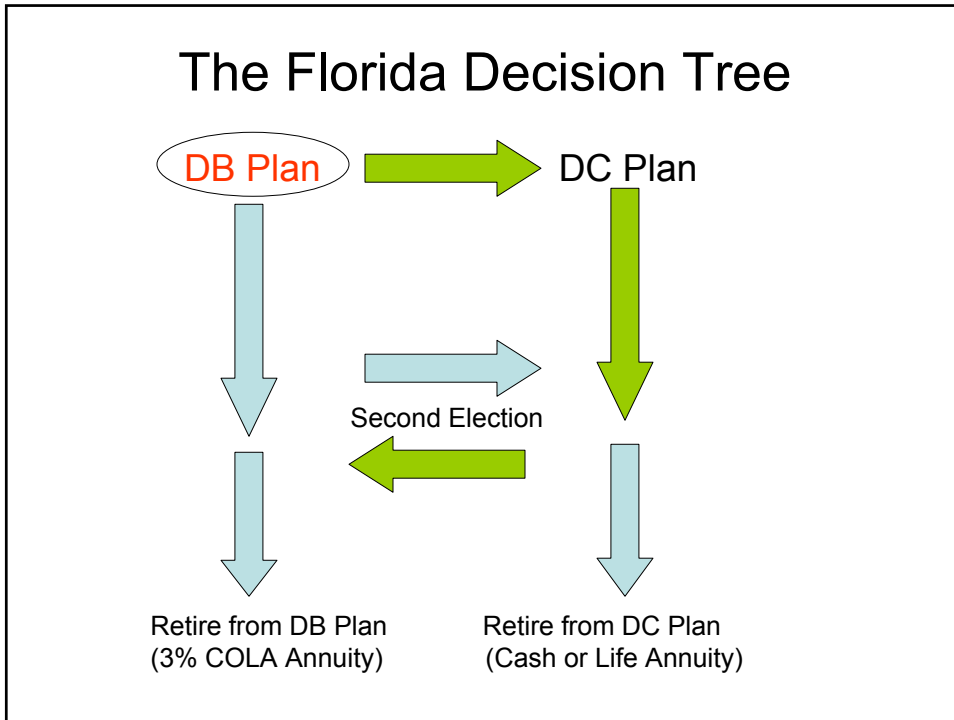 The Florida Decision Tree
DB Plan
DC Plan
Second Election
Retire from DB Plan
(3% COLA Annuity)
Retire from DC Plan
(Cash or Life Annuity)